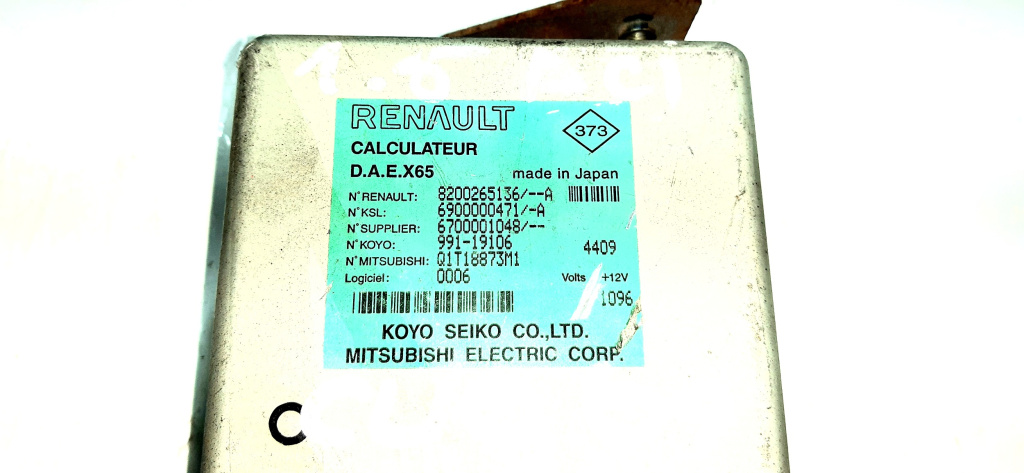 RENAULT
373
CALCULATEUR
D.A.E.X65 made in Japan
N°RENAULT: 8200265136/--A
N°KSL: 6900000471/-A
N°SUPPLIER: 6700001048/--
N°KOYO: 991-19106 4409
N°MITSUBISHI: Q1T18873M1
Logiciel: 0006 Volts +12V
1096
KOYO SEIKO CO.,LTD.
MITSUBISHI ELECTRIC CORP.
C